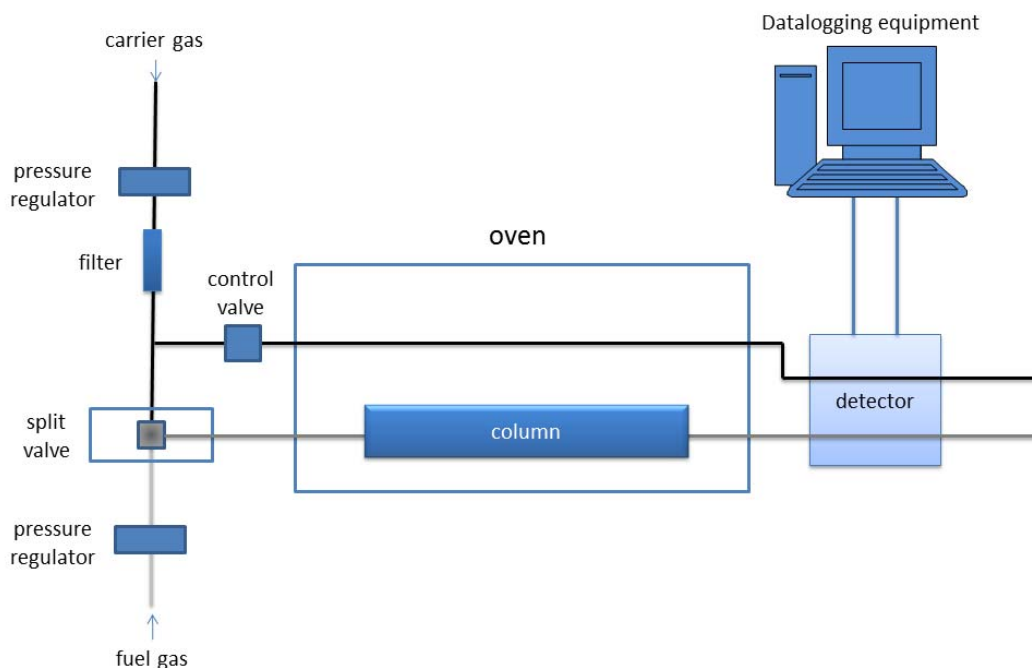 carrier gas
Datalogging equipment
pressure
regulator
filter
oven
control
valve
split
valve
column
detector
pressure
regulator
fuel gas